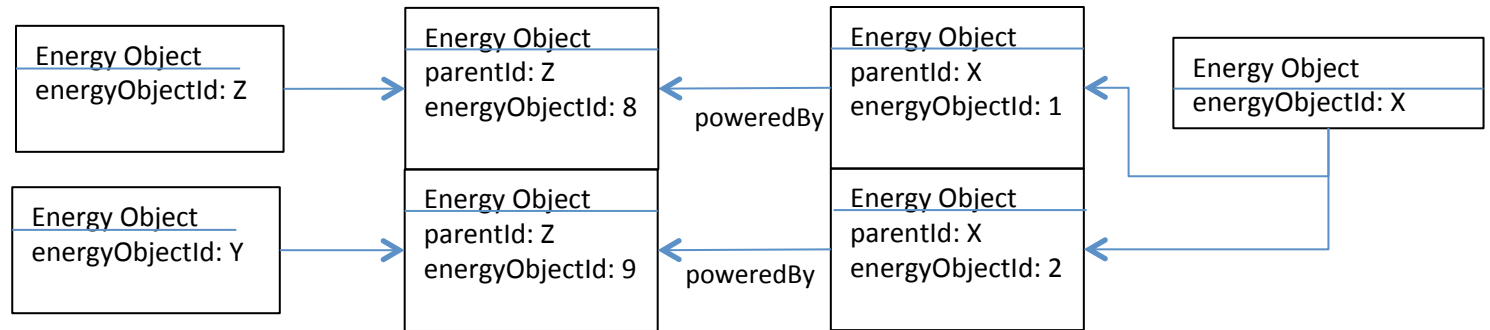 Energy Object
energyObjectId: Z
Energy Object
parentId: Z
energyObjectId: 8
poweredBy
Energy Object
parentId: X
energyObjectId: 1
Energy Object
energyObjectId: X
Energy Object
energyObjectId: Y
Energy Object
parentId: Z
energyObjectId: 9
poweredBy
Energy Object
parentId: X
energyObjectId: 2